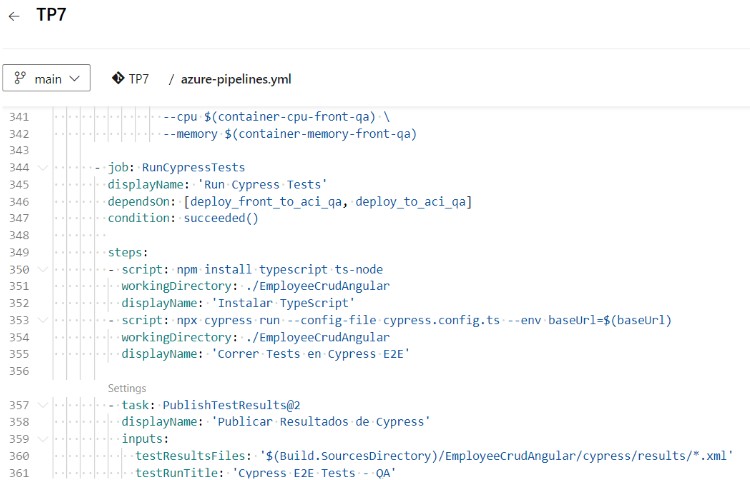 ← TP7
main TP7 / azure-pipelines.yml
341 --cpu $(container-cpu-front-qa) \
342 --memory $(container-memory-front-qa)
343
344 - job: RunCypressTests
345 displayName: 'Run Cypress Tests'
346 dependsOn: [deploy_front_to_aci_qa, deploy_to_aci_qa]
347 condition: succeeded()
348
349 steps:
350 - script: npm install typescript ts-node
351 workingDirectory: ./EmployeeCrudAngular
352 displayName: 'Instalar TypeScript'
353 - script: npx cypress run --config-file cypress.config.ts --env baseUrl=$(baseUrl)
354 workingDirectory: ./EmployeeCrudAngular
355 displayName: 'Correr Tests en Cypress E2E'
356
Settings
357 - task: PublishTestResults@2
358 displayName: 'Publicar Resultados de Cypress'
359 inputs:
360 testResultsFiles: '$(Build.SourcesDirectory)/EmployeeCrudAngular/cypress/results/*.xml'
361 testRunTitle: 'Cypress E2E Tests - QA'